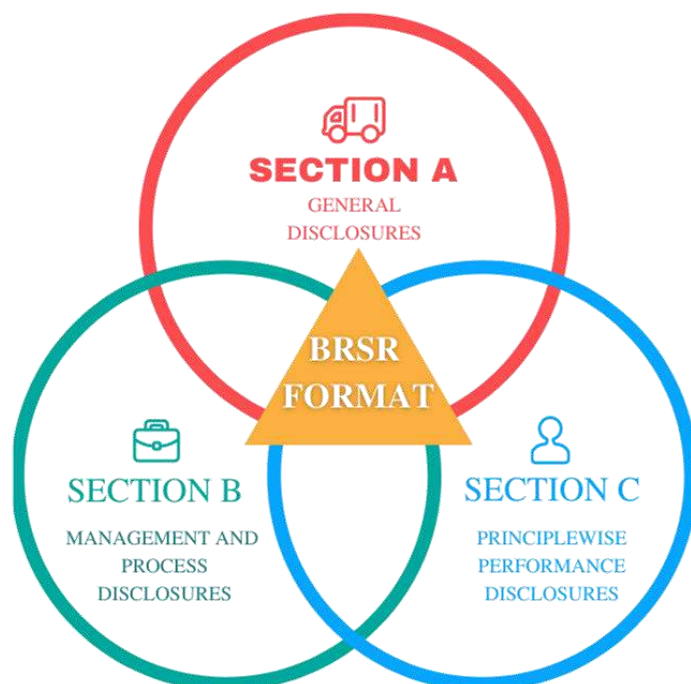 SECTION A
GENERAL
DISCLOSURES
BRSR
FORMAT
SECTION B
MANAGEMENT AND
PROCESS
DISCLOSURES
SECTION C
PRINCIPLEWISE
PERFORMANCE
DISCLOSURES